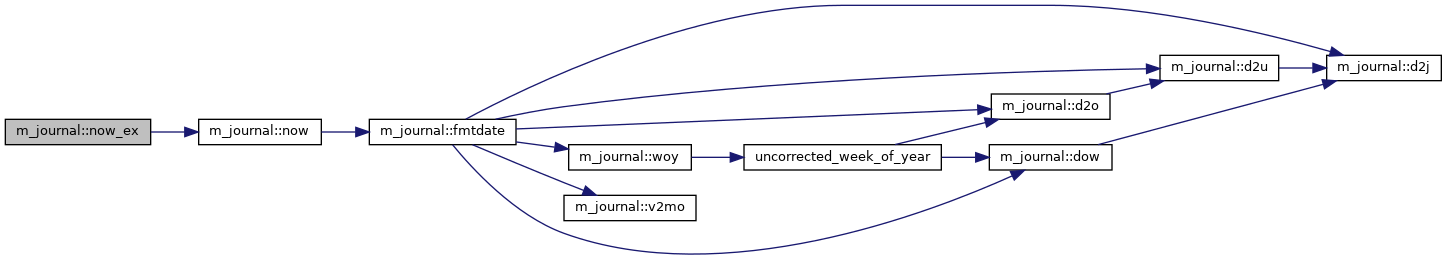 m_journal::now_ex
m_journal::now
m_journal::fmtdate
m_journal::d2j
m_journal::d2u
m_journal::d2o
m_journal::woy
uncorrected_week_of_year
m_journal::dow
m_journal::v2mo